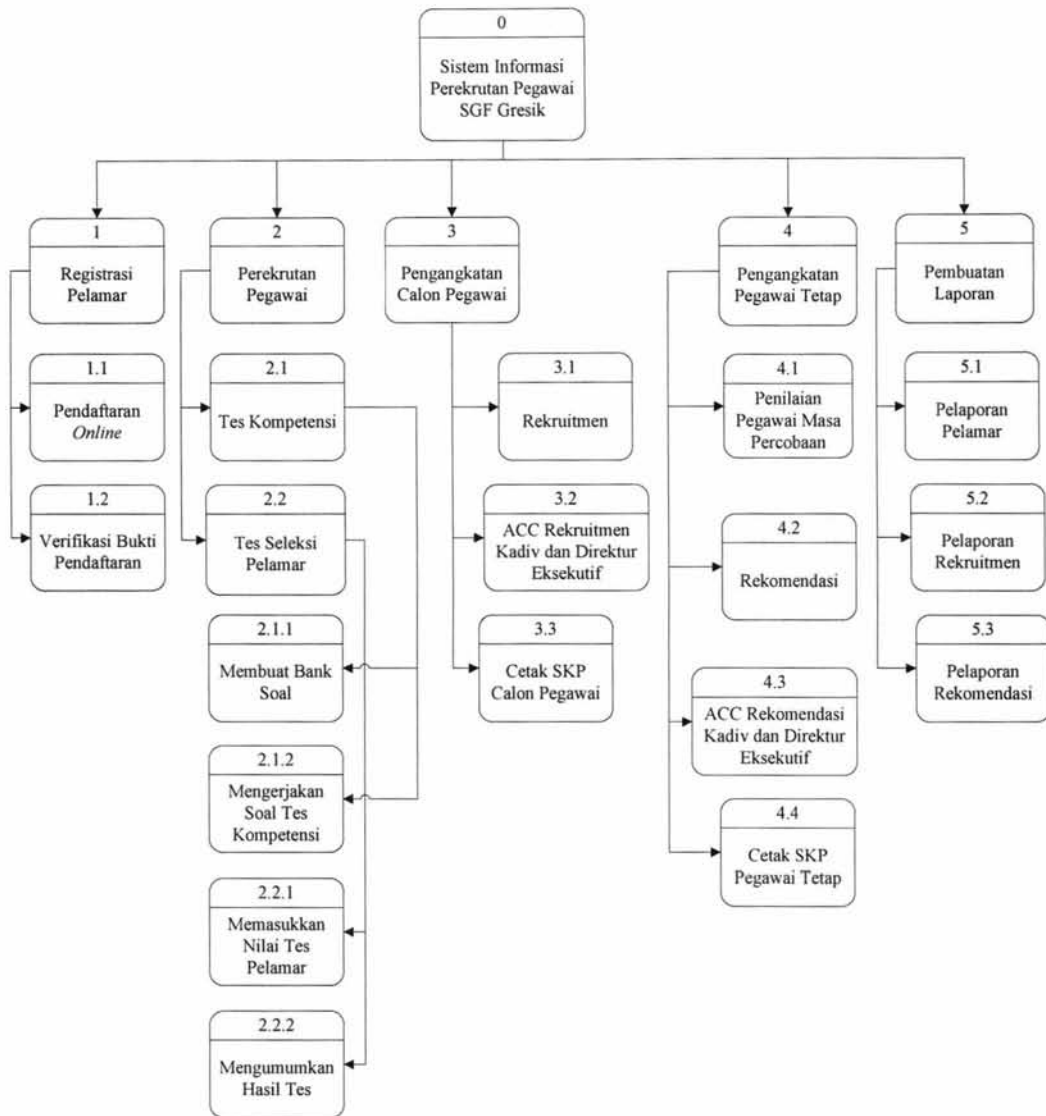 0
Sistem Informasi
Perekrutan Pegawai
SGF Gresik
1
Registrasi
Pelamar
2
Perekrutan
Pegawai
3
Pengangkatan
Calon Pegawai
4
Pengangkatan
Pegawai Tetap
5
Pembuatan
Laporan
1.1
Pendaftaran
Online
1.2
Verifikasi Bukti
Pendaftaran
2.1
Tes Kompetensi
2.2
Tes Seleksi
Pelamar
2.1.1
Membuat Bank
Soal
2.1.2
Mengerjakan
Soal Tes
Kompetensi
2.2.1
Memasukkan
Nilai Tes
Pelamar
2.2.2
Mengumumkan
Hasil Tes
3.1
Rekruitmen
3.2
ACC Rekruitmen
Kadiv dan Direktur
Eksekutif
3.3
Cetak SKP
Calon Pegawai
4.1
Penilaian
Pegawai Masa
Percobaan
4.2
Rekomendasi
4.3
ACC Rekomendasi
Kadiv dan Direktur
Eksekutif
4.4
Cetak SKP
Pegawai Tetap
5.1
Pelaporan
Pelamar
5.2
Pelaporan
Rekruitmen
5.3
Pelaporan
Rekomendasi